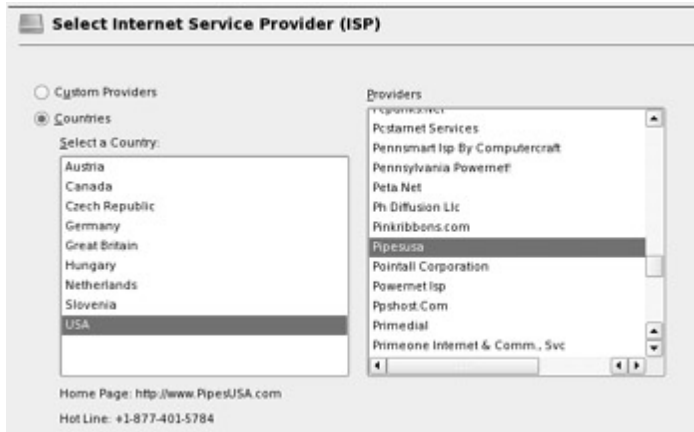 Select Internet Service Provider (ISP)
Custom Providers
Countries
Select a Country:
Austria
Canada
Czech Republic
Germany
Great Britain
Hungary
Netherlands
Slovenia
USA
Providers
Pcstarnet Services
Pennsmart Isp By Computercraft
Pennsylvania Powernet!
Peta Net
Ph Diffusion Llc
Pinkribbons.com
Pipesusa
Pointall Corporation
Powernet Isp
Ppshost.Com
Primedial
Primeone Internet & Comm., Svc
Home Page: http://www.PipesUSA.com
Hot Line: +1-877-401-5784